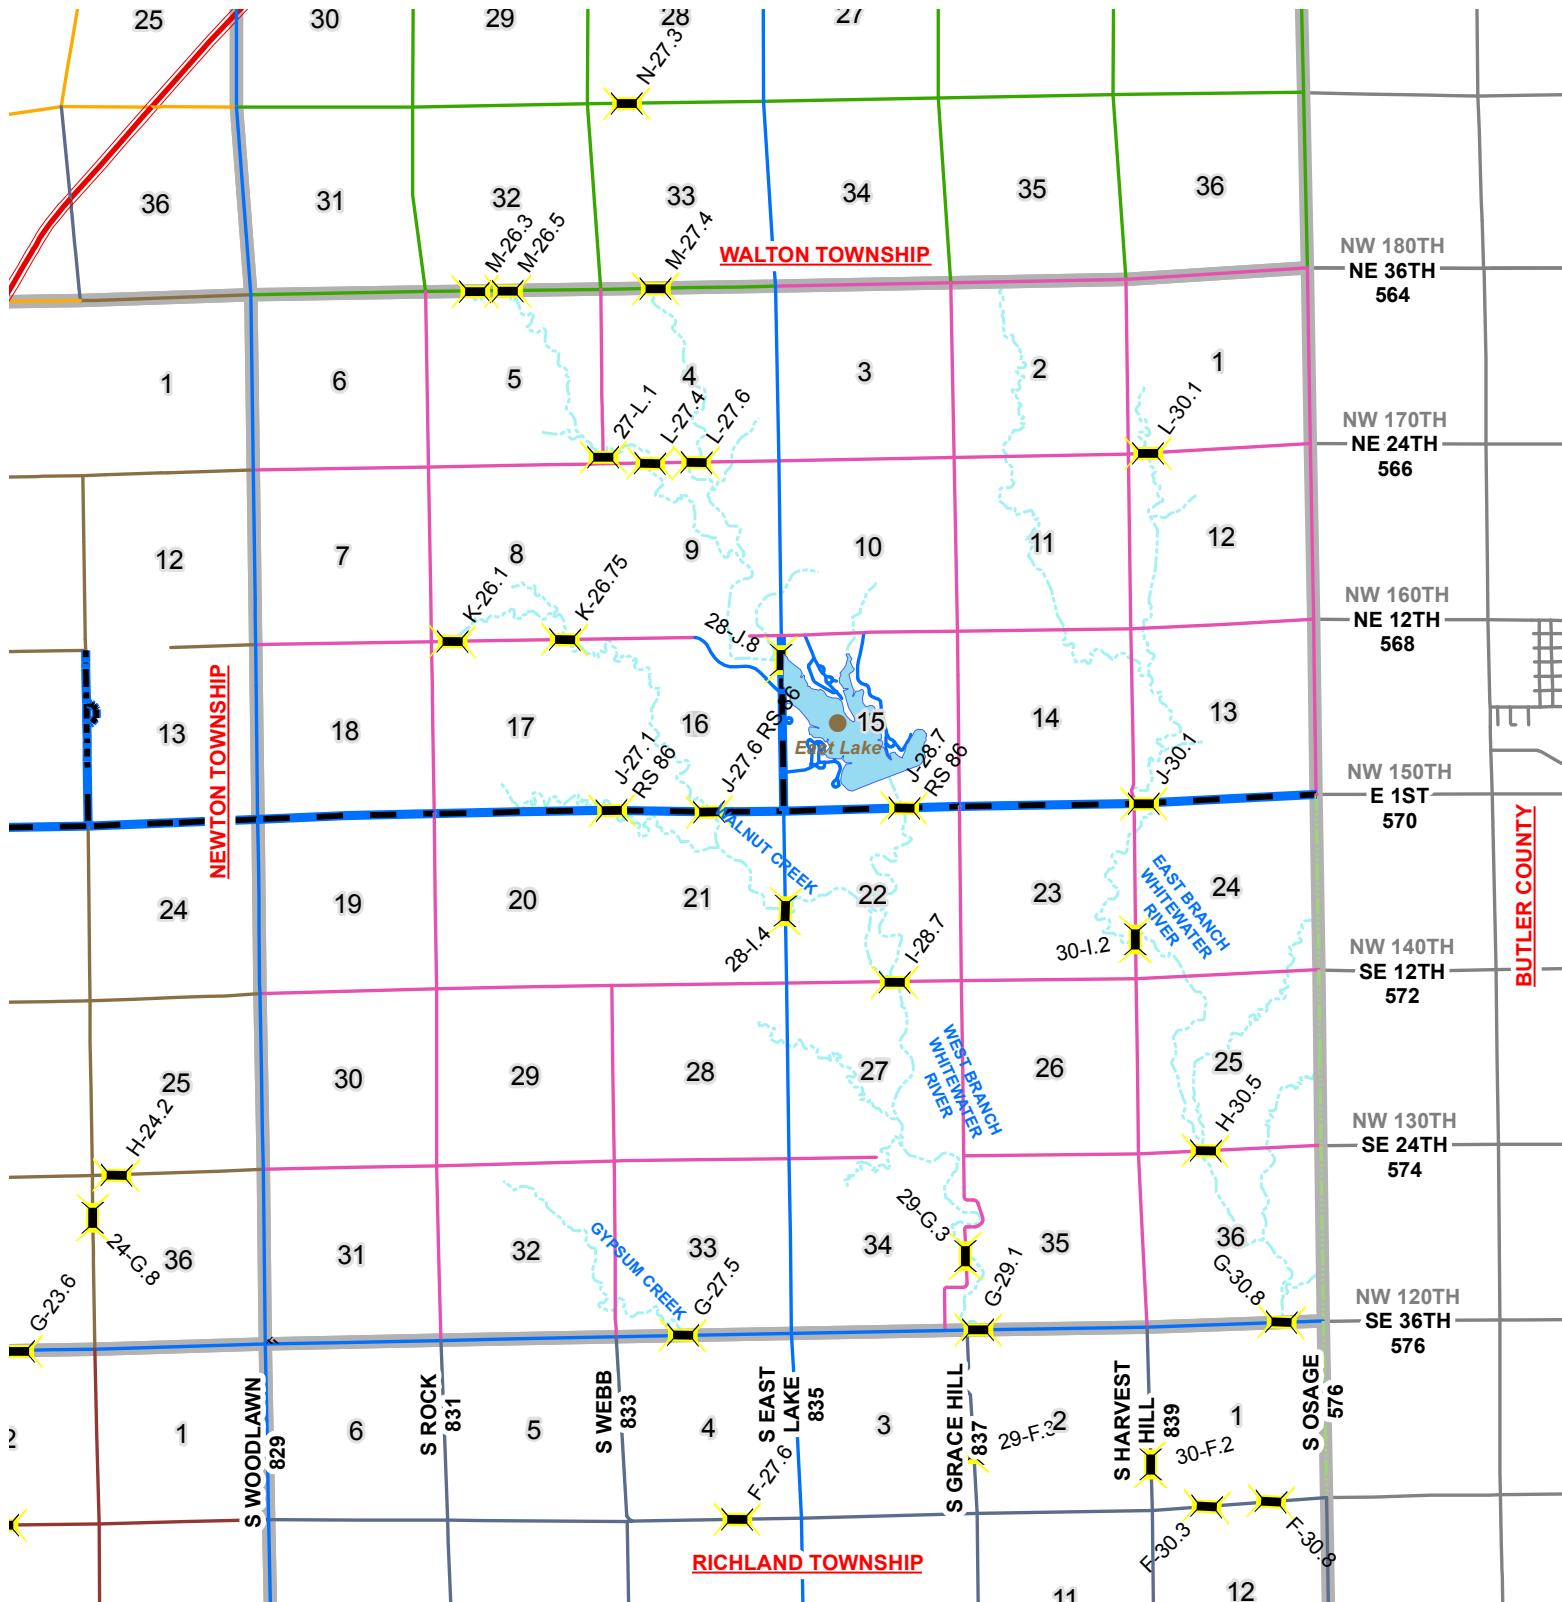 25
30
29
28
27
N-27.3
36
31
32
33
34
35
36
M-26.3
M-26.5
M-27.4
WALTON TOWNSHIP
NW 180TH
NE 36TH
564
1
6
5
4
3
2
1
27-L.1
L-27.4
L-27.6
L-30.1
NW 170TH
NE 24TH
566
12
7
8
9
10
11
12
K-26.1
K-26.75
28-J.8
NW 160TH
NE 12TH
568
NEWTON TOWNSHIP
13
18
17
16
15
14
13
East Lake
J-27.1
RS 86
J-27.6 RS 86
J-28.7
RS 86
J-30.1
NW 150TH
E 1ST
570
BUTLER COUNTY
WALNUT CREEK
EAST BRANCH
WHITEWATER
RIVER
24
19
20
21
22
23
24
28-I.4
I-28.7
30-I.2
NW 140TH
SE 12TH
572
WEST BRANCH
WHITEWATER
RIVER
25
30
29
28
27
26
25
H-24.2
H-30.5
NW 130TH
SE 24TH
574
24-G.8
36
31
32
33
34
35
36
GYPSUM CREEK
29-G.3
G-23.6
G-27.5
G-29.1
G-30.8
NW 120TH
SE 36TH
576
S WOODLAWN
829
S ROCK
831
S WEBB
833
S EAST
LAKE
835
S GRACE HILL
837
S HARVEST
HILL
839
S OSAGE
576
2
1
6
5
4
3
2
1
29-F.3
30-F.2
F-27.6
F-30.3
F-30.8
RICHLAND TOWNSHIP
11
12